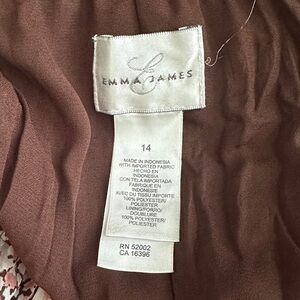 E
EMMA JAMES
14
MADE IN INDONESIA
WITH IMPORTED FABRIC
HECHO EN
INDONESIA
CON TELA IMPORTADA
FABRIQUE EN
INDONESIE
AVEC DU TISSU IMPORTE
100% POLYESTER/
POLIESTER
LINING/FORRO/
DOUBLURE
100% POLYESTER/
POLIESTER
RN 52002
CA 16396